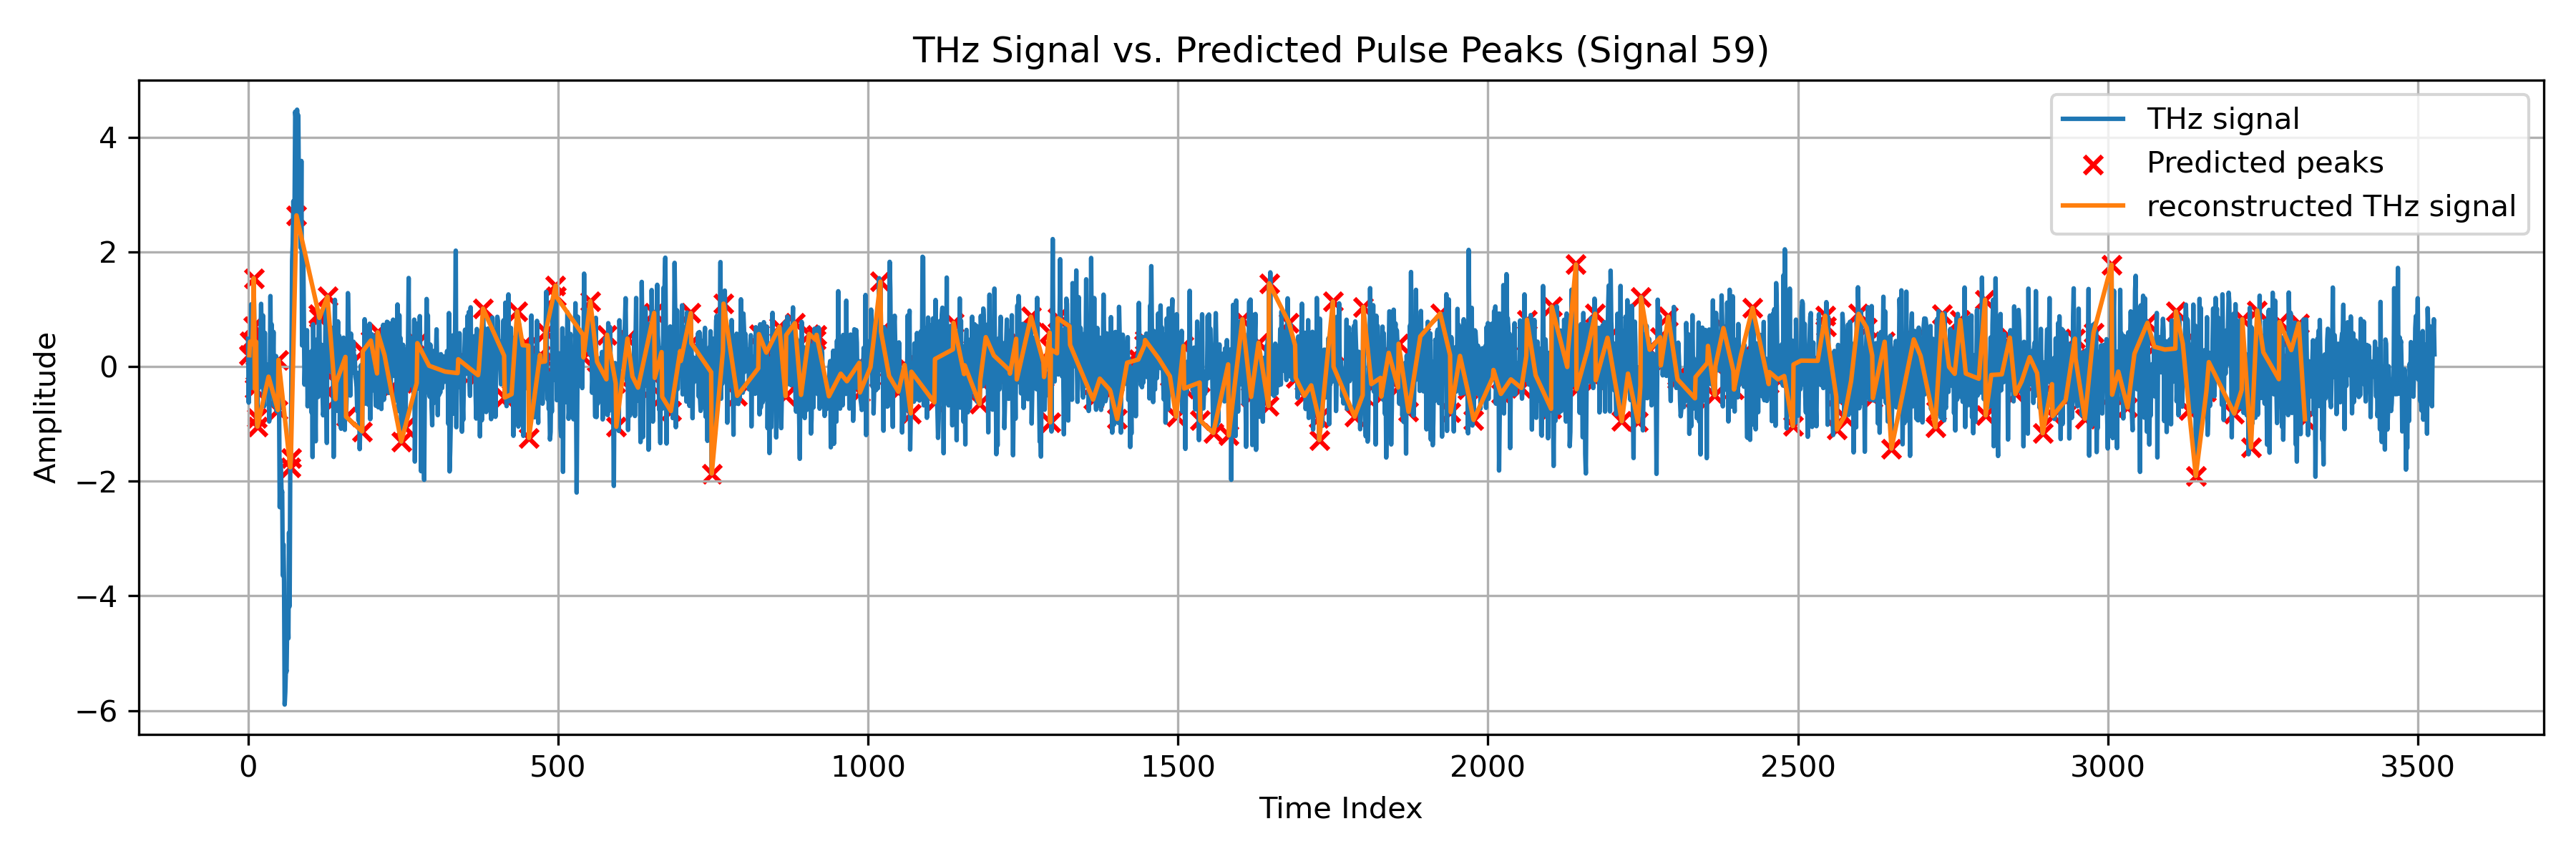 THz Signal vs. Predicted Pulse Peaks (Signal 59)
THz signal
Predicted peaks
reconstructed THz signal
Amplitude
4
2
0
−2
−4
−6
0 500 1000 1500 2000 2500 3000 3500
Time Index